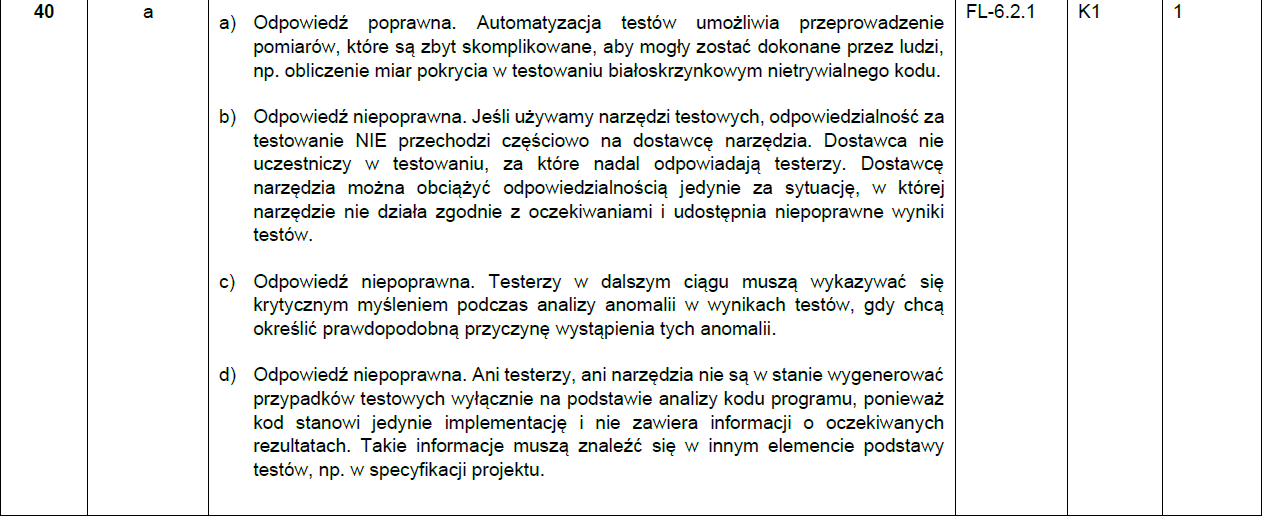 40 a FL-6.2.1 K1 1
a) Odpowiedź poprawna. Automatyzacja testów umożliwia przeprowadzenie
pomiarów, które są zbyt skomplikowane, aby mogły zostać dokonane przez ludzi,
np. obliczenie miar pokrycia w testowaniu białoskrzynkowym nietrywialnego kodu.
b) Odpowiedź niepoprawna. Jeśli używamy narzędzi testowych, odpowiedzialność za
testowanie NIE przechodzi częściowo na dostawcę narzędzia. Dostawca nie
uczestniczy w testowaniu, za które nadal odpowiadają testerzy. Dostawcę
narzędzia można obciążyć odpowiedzialnością jedynie za sytuację, w której
narzędzie nie działa zgodnie z oczekiwaniami i udostępnia niepoprawne wyniki
testów.
c) Odpowiedź niepoprawna. Testerzy w dalszym ciągu muszą wykazywać się
krytycznym myśleniem podczas analizy anomalii w wynikach testów, gdy chcą
określić prawdopodobną przyczynę wystąpienia tych anomalii.
d) Odpowiedź niepoprawna. Ani testerzy, ani narzędzia nie są w stanie wygenerować
przypadków testowych wyłącznie na podstawie analizy kodu programu, ponieważ
kod stanowi jedynie implementację i nie zawiera informacji o oczekiwanych
rezultatach. Takie informacje muszą znaleźć się w innym elemencie podstawy
testów, np. w specyfikacji projektu.